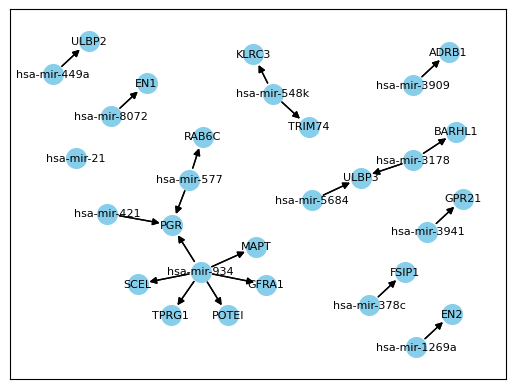 ULBP2
KLRC3
ADRB1
hsa-mir-449a
EN1
hsa-mir-3909
hsa-mir-548k
hsa-mir-8072
TRIM74
BARHL1
RAB6C
hsa-mir-21
hsa-mir-3178
ULBP3
hsa-mir-577
GPR21
hsa-mir-5684
hsa-mir-421
PGR
hsa-mir-3941
MAPT
hsa-mir-934
FSIP1
SCEL
GFRA1
hsa-mir-378c
TPRG1
POTEI
EN2
hsa-mir-1269a